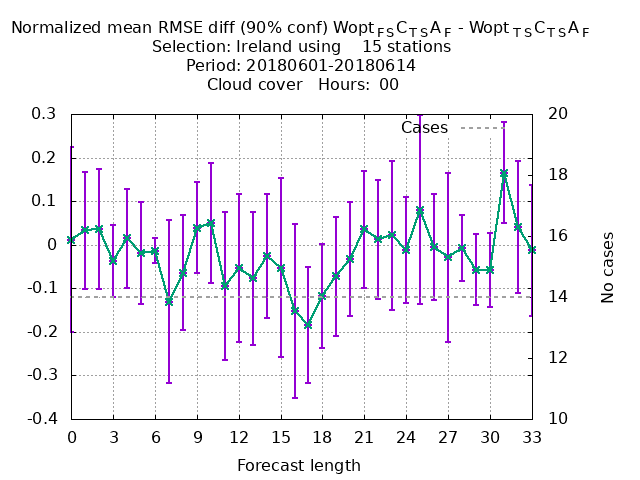 Normalized mean RMSE diff (90% conf) Wopt FS C TS A F - Wopt TS C TS A F
Selection: Ireland using 15 stations
Period: 20180601-20180614
Cloud cover Hours: 00
Cases
0.3
0.2
0.1
0
-0.1
-0.2
-0.3
-0.4
20
18
16
14
12
10
No cases
0 3 6 9 12 15 18 21 24 27 30 33
Forecast length